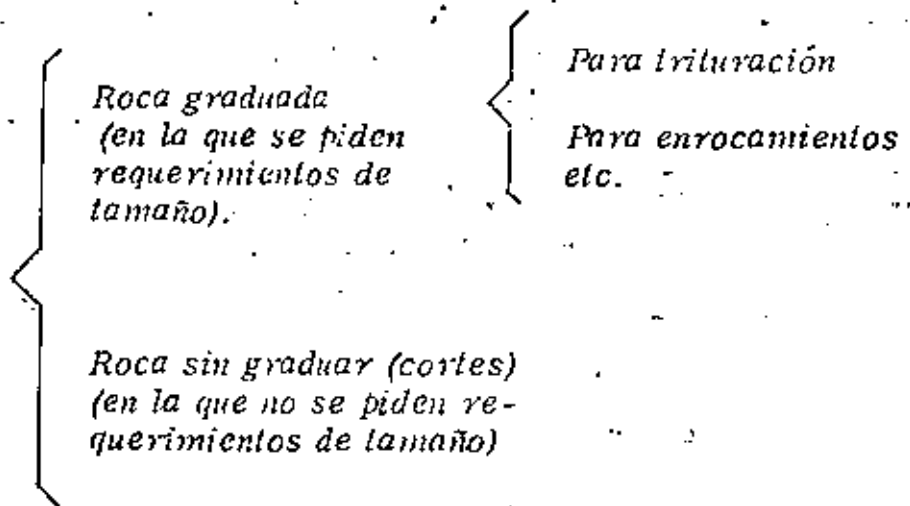 Roca graduada
(en la que se piden
requerimientos de
tamaño).
Para trituración
Para enrocamientos
etc.
Roca sin graduar (cortes)
(en la que no se piden re-
querimientos de tamaño)